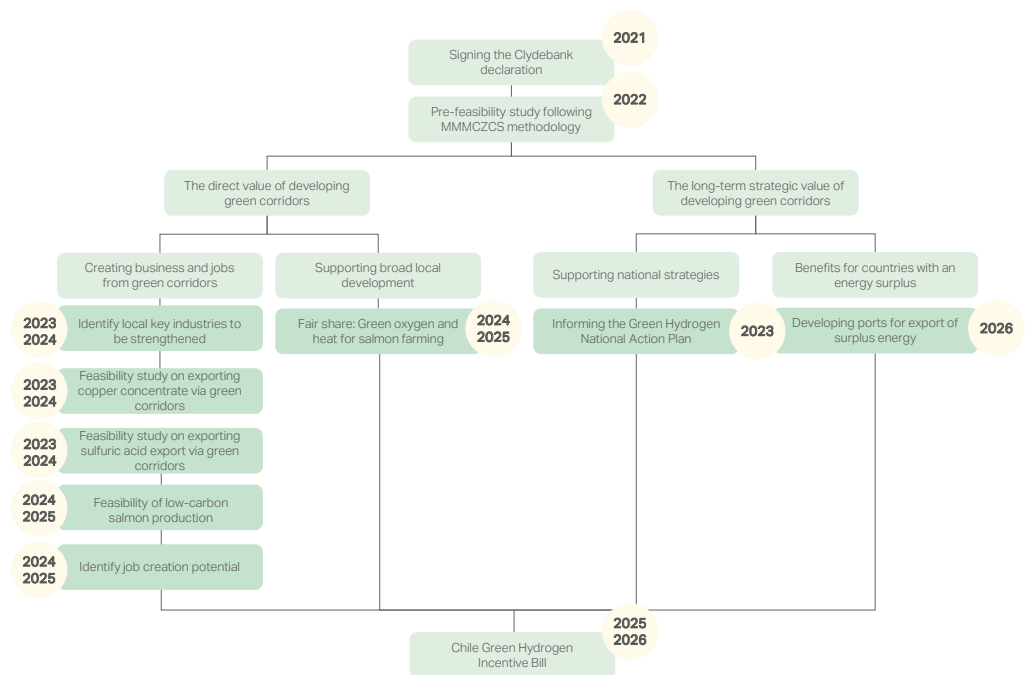 2021
Signing the Clydebank
declaration
2022
Pre-feasibility study following
MMMCZCS methodology
The direct value of developing
green corridors
The long-term strategic value of
developing green corridors
Creating business and jobs
from green corridors
Supporting broad local
development
Supporting national strategies
Benefits for countries with an
energy surplus
2023
2024
Identify local key industries to
be strengthened
Fair share: Green oxygen and
heat for salmon farming
2024
2025
Informing the Green Hydrogen
National Action Plan
2023
Developing ports for export of
surplus energy
2026
2023
2024
Feasibility study on exporting
copper concentrate via green
corridors
2023
2024
Feasibility study on exporting
sulfuric acid export via green
corridors
2024
2025
Feasibility of low-carbon
salmon production
2024
2025
Identify job creation potential
2025
2026
Chile Green Hydrogen
Incentive Bill